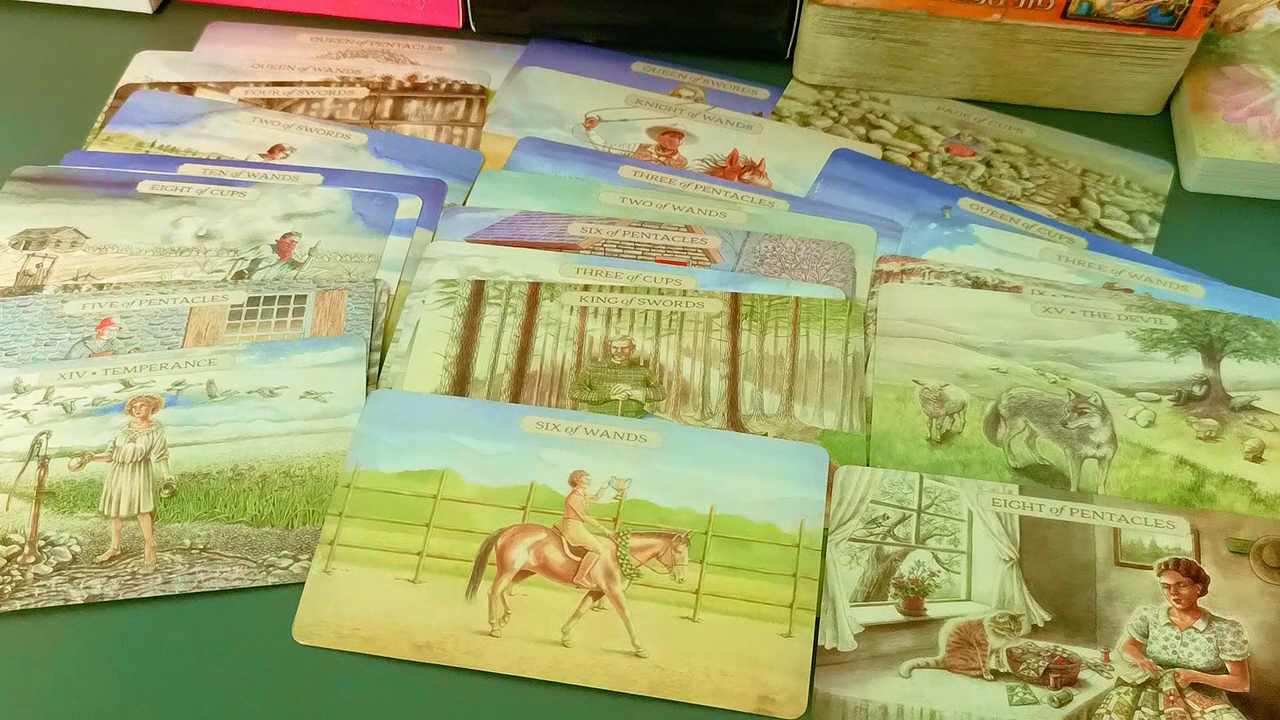 QUEEN of PENTACLES
QUEEN of WANDS
FOUR of SWORDS
TWO of SWORDS
TEN of WANDS
EIGHT of CUPS
FIVE of PENTACLES
XIV • TEMPERANCE
QUEEN of SWORDS
KNIGHT of WANDS
THREE of PENTACLES
TWO of WANDS
SIX of PENTACLES
THREE of CUPS
KING of SWORDS
SIX of WANDS
PAGE of CUPS
QUEEN of CUPS
THREE of WANDS
XV • THE DEVIL
EIGHT of PENTACLES